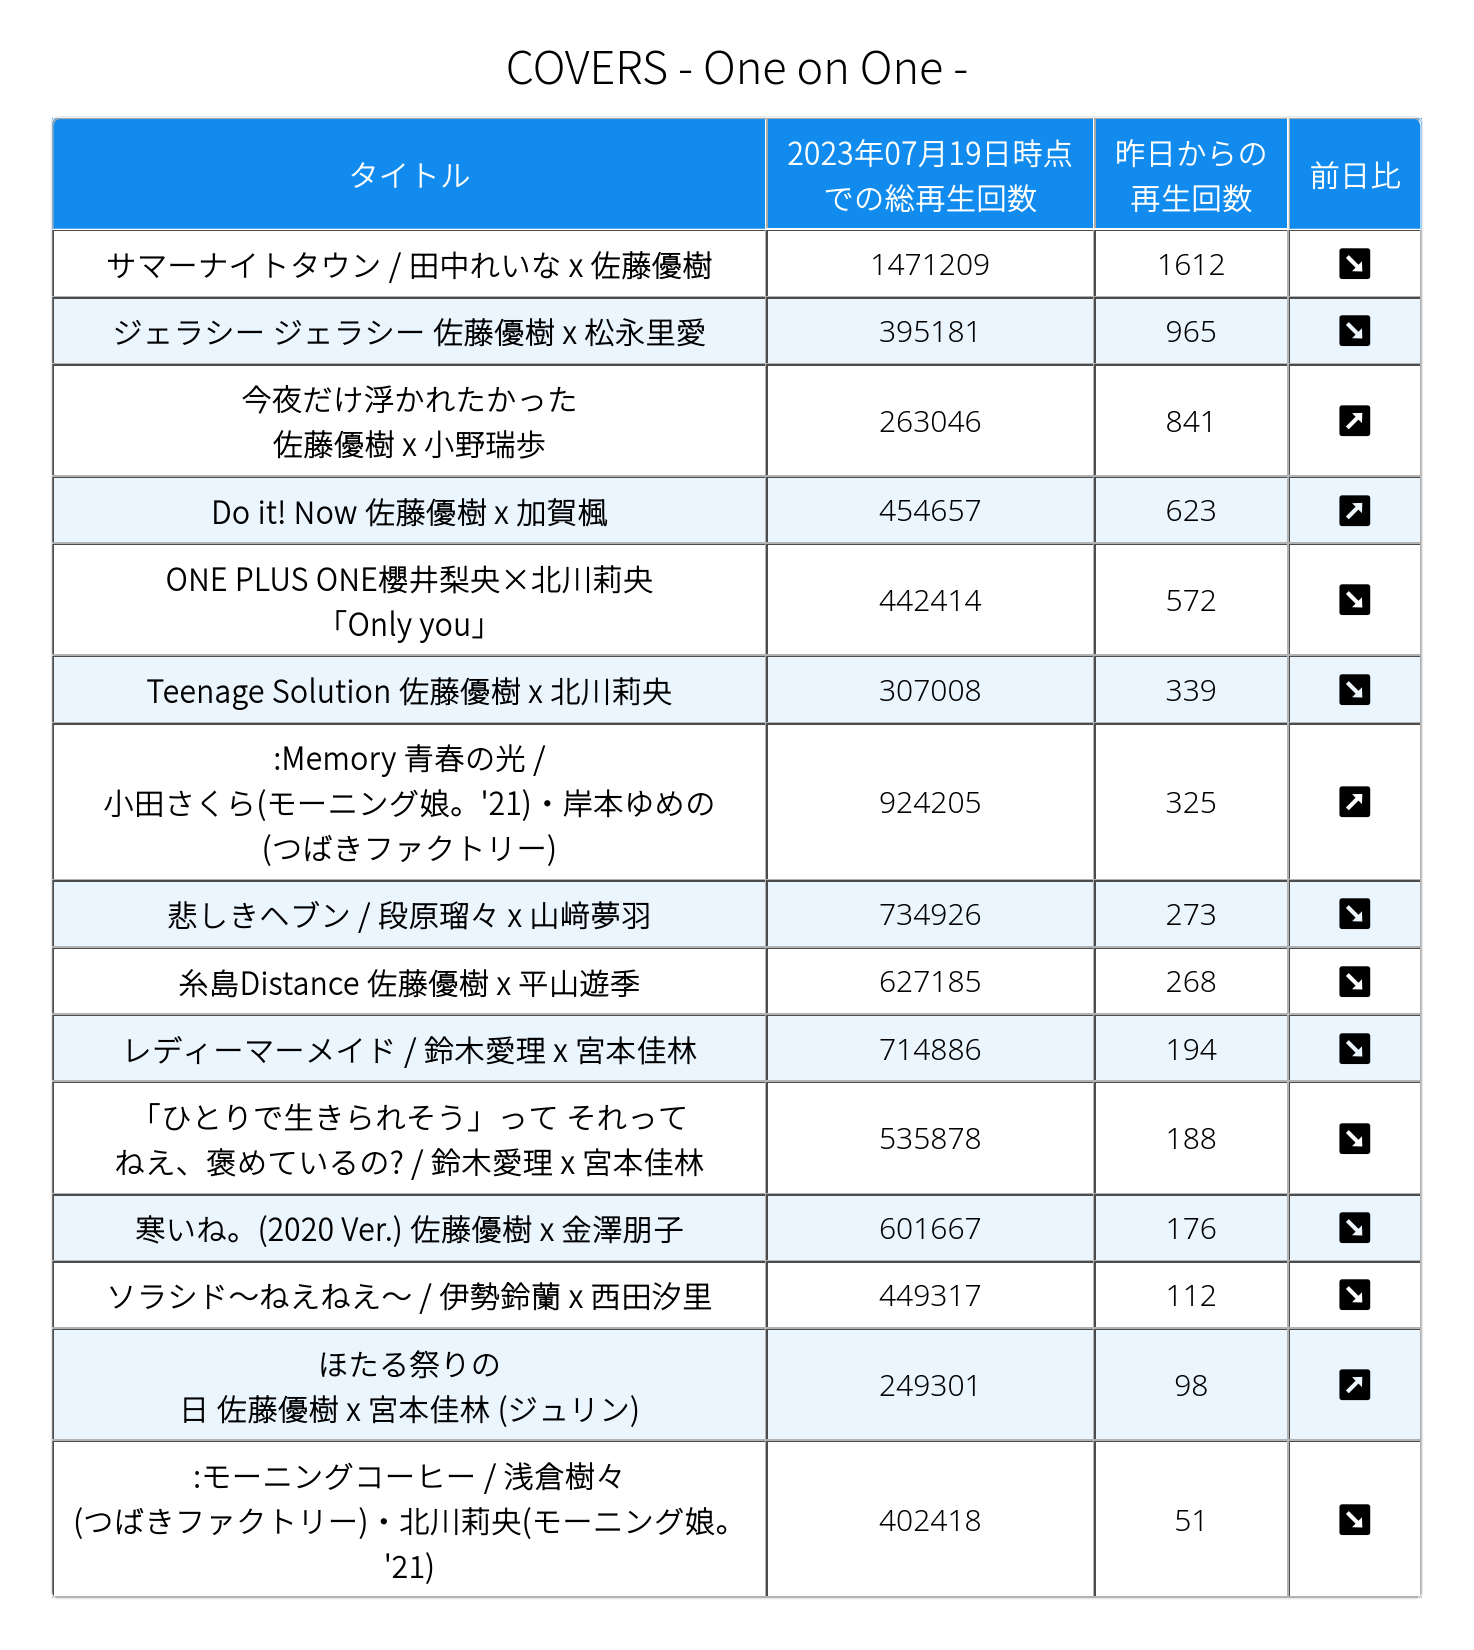 COVERS - One on One -
タイトル
2023年07月19日時点
での総再生回数
昨日からの
再生回数
前日比
サマーナイトタウン / 田中れいな x 佐藤優樹
1471209
1612
ジェラシー ジェラシー 佐藤優樹 x 松永里愛
395181
965
今夜だけ浮かれたかった
佐藤優樹 x 小野瑞歩
263046
841
Do it! Now 佐藤優樹 x 加賀楓
454657
623
ONE PLUS ONE櫻井梨央×北川莉央
「Only you」
442414
572
Teenage Solution 佐藤優樹 x 北川莉央
307008
339
:Memory 青春の光 /
小田さくら(モーニング娘。'21)・岸本ゆめの
(つばきファクトリー)
924205
325
悲しきヘブン / 段原瑠々 x 山﨑夢羽
734926
273
糸島Distance 佐藤優樹 x 平山遊季
627185
268
レディーマーメイド / 鈴木愛理 x 宮本佳林
714886
194
「ひとりで生きられそう」って それって
ねえ、褒めているの? / 鈴木愛理 x 宮本佳林
535878
188
寒いね。(2020 Ver.) 佐藤優樹 x 金澤朋子
601667
176
ソラシド～ねえねえ～ / 伊勢鈴蘭 x 西田汐里
449317
112
ほたる祭りの
日 佐藤優樹 x 宮本佳林 (ジュリン)
249301
98
:モーニングコーヒー / 浅倉樹々
(つばきファクトリー)・北川莉央(モーニング娘。
'21)
402418
51